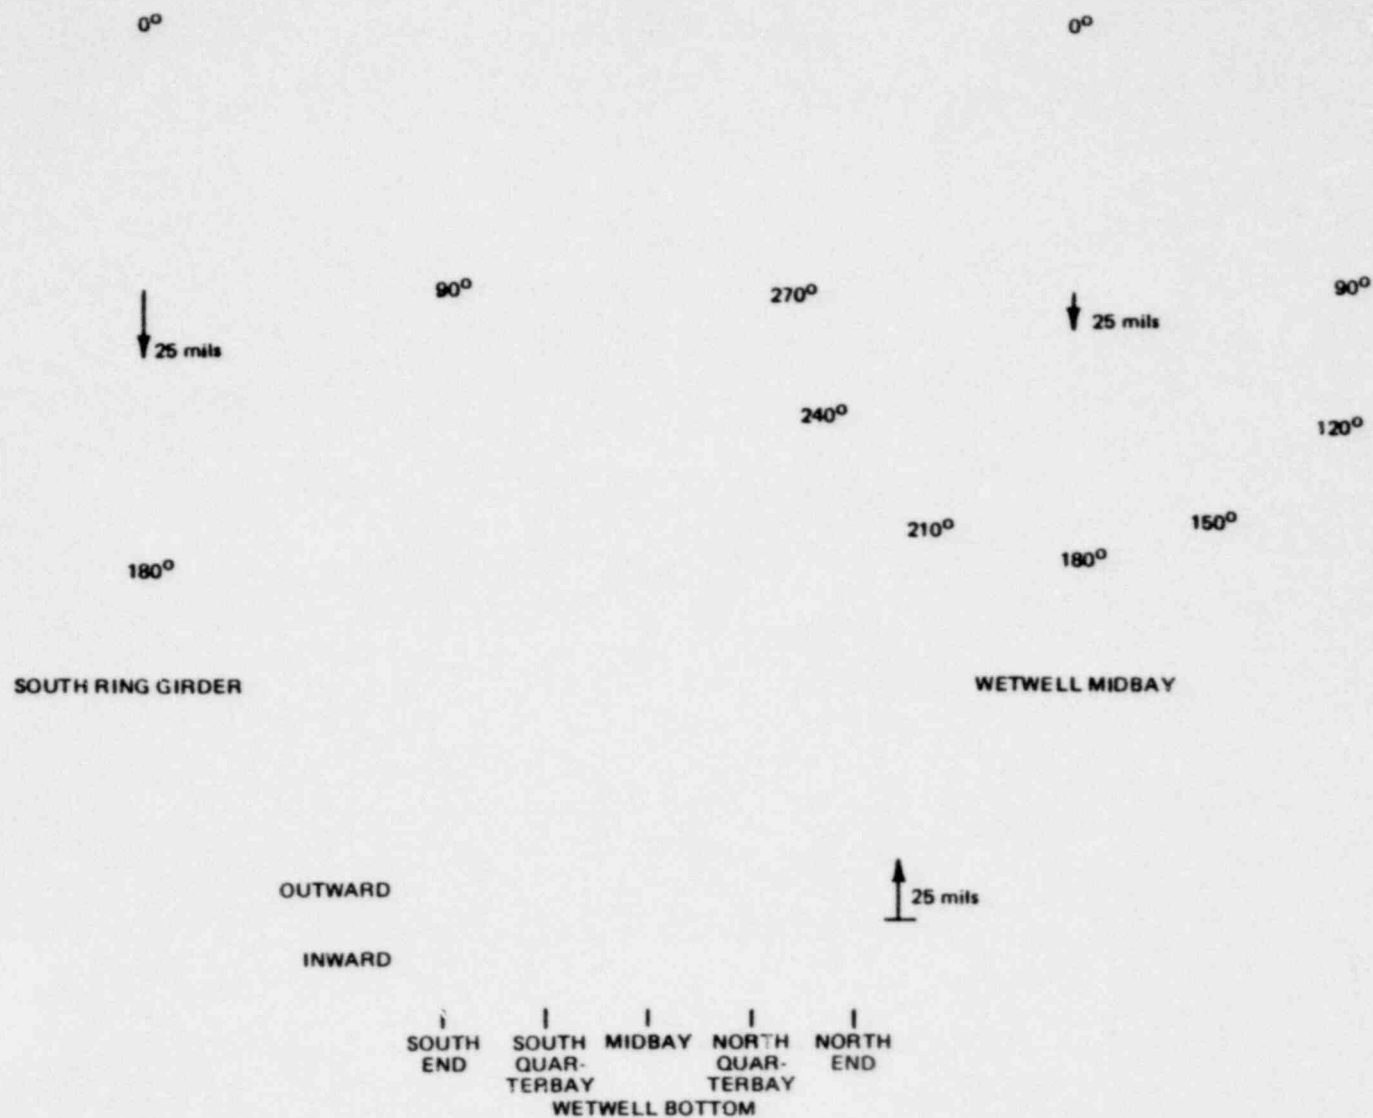 0°
0°
90°
270°
90°
25 mils
25 mils
240°
120°
210°
150°
180°
180°
SOUTH RING GIRDER
WETWELL MIDBAY
OUTWARD
25 mils
INWARD
SOUTH
END
SOUTH
QUAR-
TERBAY
MIDBAY
NORTH
QUAR-
TERBAY
NORTH
END
WETWELL BOTTOM